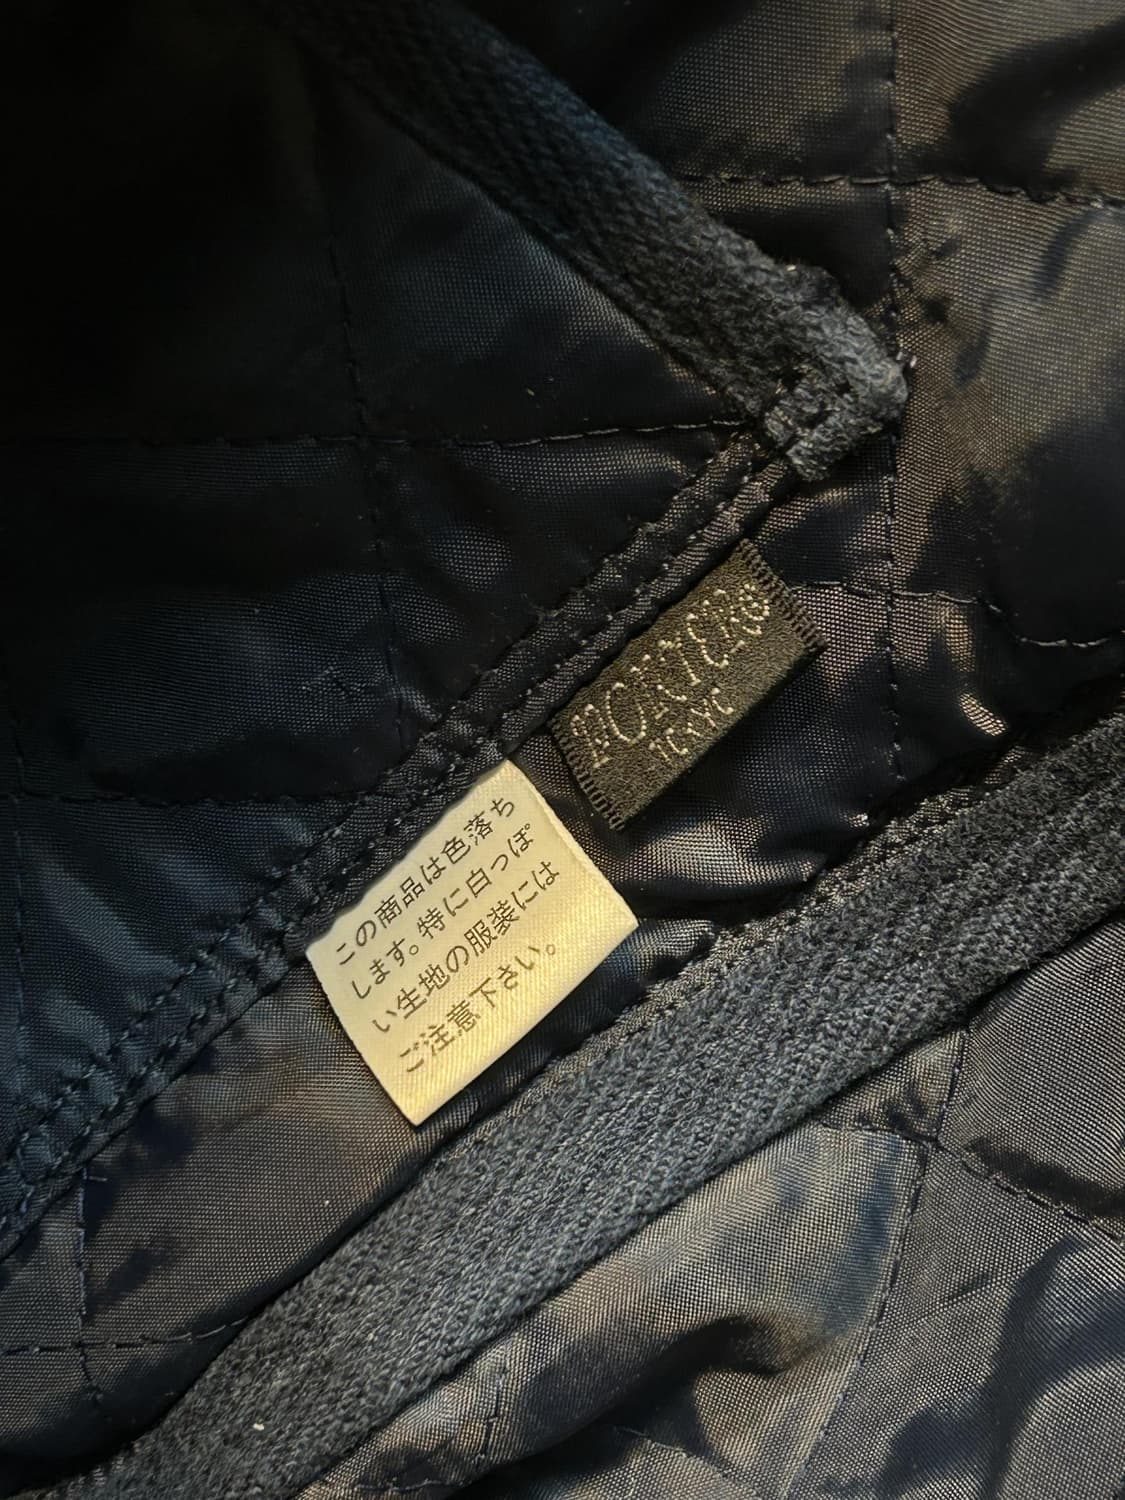 PORTER®
TOKYO
この商品は色落ち
します。特に白っぽ
い生地の服装には
ご注意下さい。